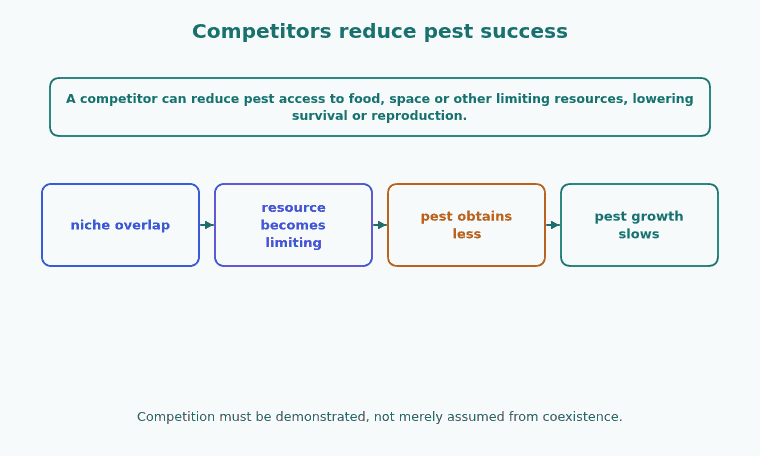 Competitors reduce pest success
A competitor can reduce pest access to food, space or other limiting resources, lowering
survival or reproduction.
niche overlap
resource
becomes
limiting
pest obtains
less
pest growth
slows
Competition must be demonstrated, not merely assumed from coexistence.